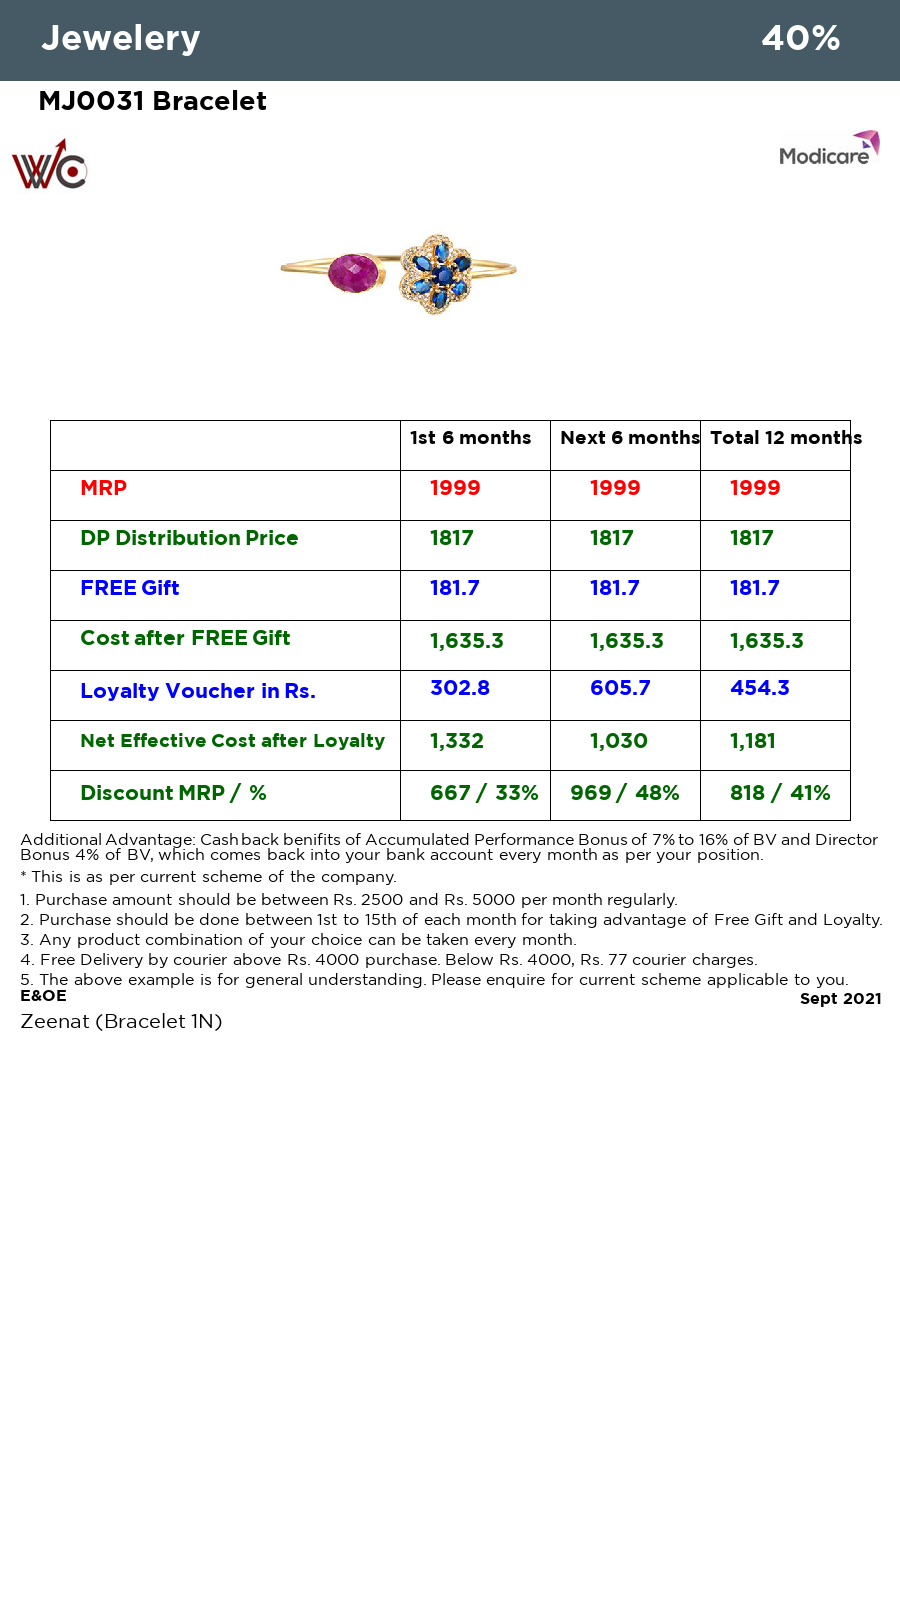 Jewelery 40%
MJ0031 Bracelet
WC
Modicare
1st 6 months Next 6 months Total 12 months
MRP 1999 1999 1999
DP Distribution Price 1817 1817 1817
FREE Gift 181.7 181.7 181.7
Cost after FREE Gift 1,635.3 1,635.3 1,635.3
Loyalty Voucher in Rs. 302.8 605.7 454.3
Net Effective Cost after Loyalty 1,332 1,030 1,181
Discount MRP / % 667 / 33% 969 / 48% 818 / 41%
Additional Advantage: Cashback benifits of Accumulated Performance Bonus of 7% to 16% of BV and Director
Bonus 4% of BV, which comes back into your bank account every month as per your position.
* This is as per current scheme of the company.
1. Purchase amount should be between Rs. 2500 and Rs. 5000 per month regularly.
2. Purchase should be done between 1st to 15th of each month for taking advantage of Free Gift and Loyalty.
3. Any product combination of your choice can be taken every month.
4. Free Delivery by courier above Rs. 4000 purchase. Below Rs. 4000, Rs. 77 courier charges.
5. The above example is for general understanding. Please enquire for current scheme applicable to you.
E&OE
Sept 2021
Zeenat (Bracelet 1N)